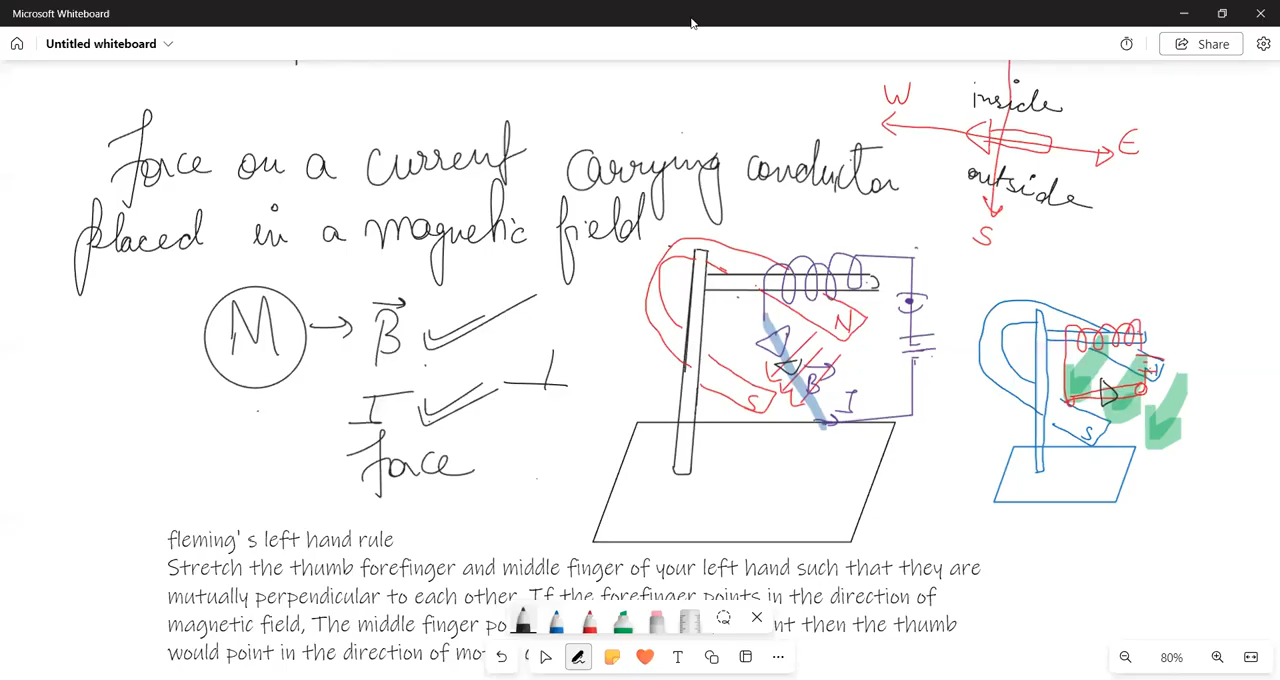 Microsoft Whiteboard
Untitled whiteboard
Share
W
inside
E
outside
S
Force on a current carrying conductor
placed in a magnetic field
M
B
I
force
N
S
B
I
S
fleming's left hand rule
Stretch the thumb forefinger and middle finger of your left hand such that they are
mutually perpendicular to each other. If the forefinger points in the direction of
magnetic field, The middle finger po nt then the thumb
would point in the direction of mo
T
80%